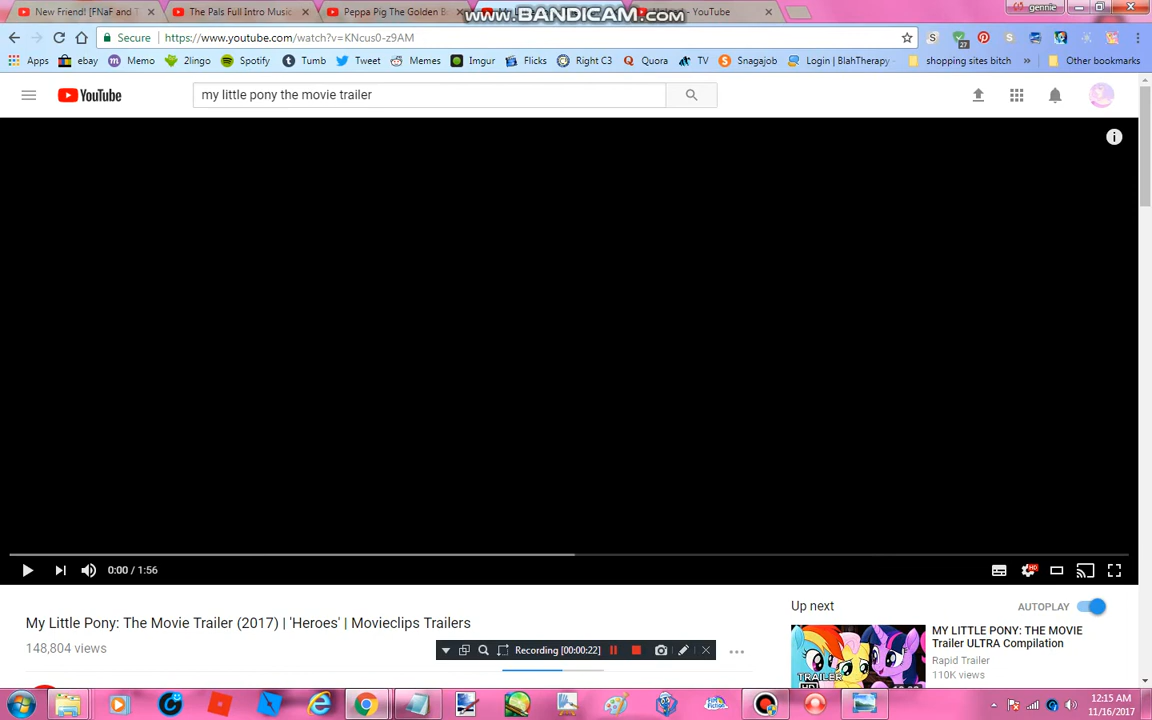 New Friend! [FNaF and T
The Pals Full Intro Music
Peppa Pig The Golden B
www.BANDICAM.com
- YouTube
gennie
Secure
https://www.youtube.com/watch?v=KNcus0-z9AM
27
Apps
ebay
Memo
2lingo
Spotify
Tumb
Tweet
Memes
Imgur
Flicks
Right C3
Quora
TV
Snagajob
Login | BlahTherapy
shopping sites bitch
»
Other bookmarks
YouTube
my little pony the movie trailer
0:00 / 1:56
HD
My Little Pony: The Movie Trailer (2017) | 'Heroes' | Movieclips Trailers
148,804 views
Recording [00:00:22]
Up next
AUTOPLAY
TRAILER
HD
MY LITTLE PONY: THE MOVIE
Trailer ULTRA Compilation
Rapid Trailer
110K views
Fiction
12:15 AM
11/16/2017